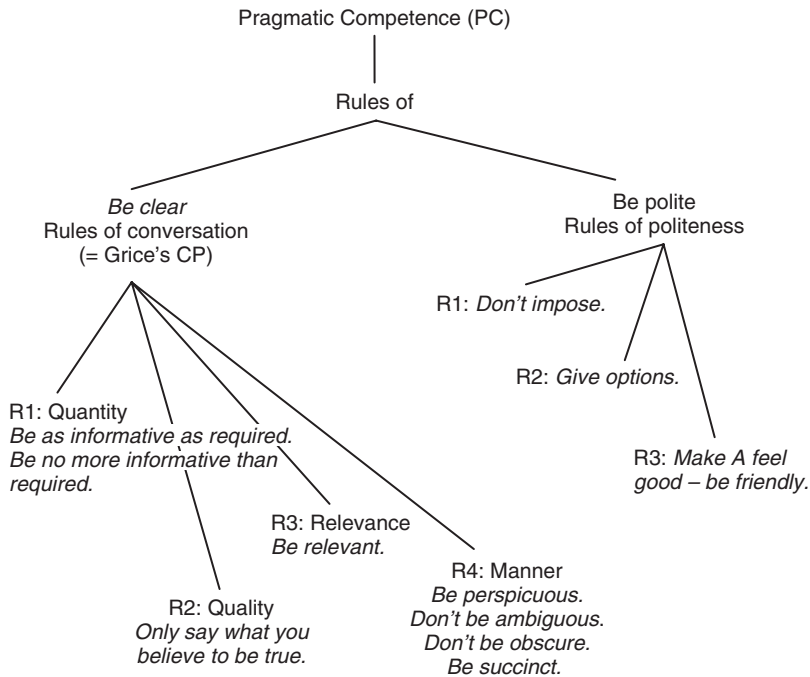 Pragmatic Competence (PC)
Rules of
Be clear
Rules of conversation
(= Grice's CP)
Be polite
Rules of politeness
R1: Don't impose.
R2: Give options.
R3: Make A feel
good – be friendly.
R1: Quantity
Be as informative as required.
Be no more informative than
required.
R2: Quality
Only say what you
believe to be true.
R3: Relevance
Be relevant.
R4: Manner
Be perspicuous.
Don't be ambiguous.
Don't be obscure.
Be succinct.